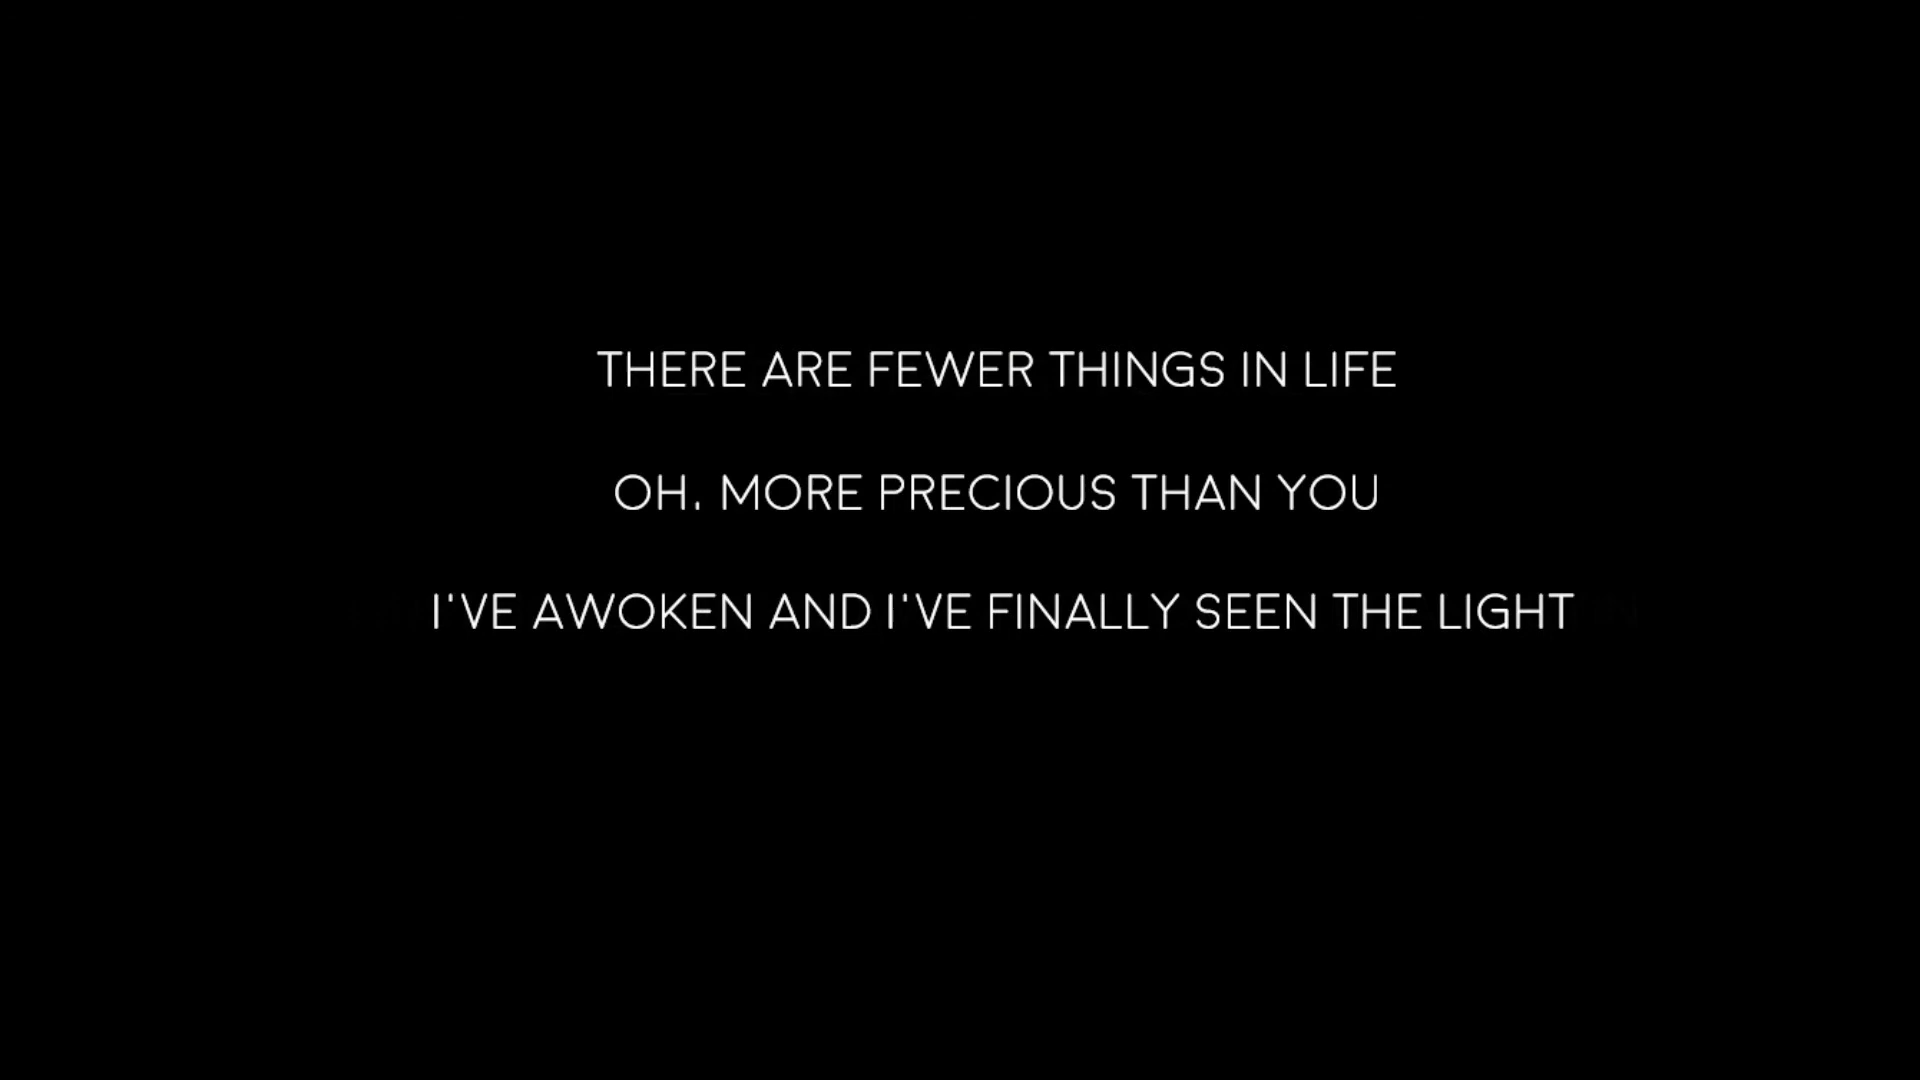 THERE ARE FEWER THINGS IN LIFE
OH. MORE PRECIOUS THAN YOU
I'VE AWOKEN AND I'VE FINALLY SEEN THE LIGHT